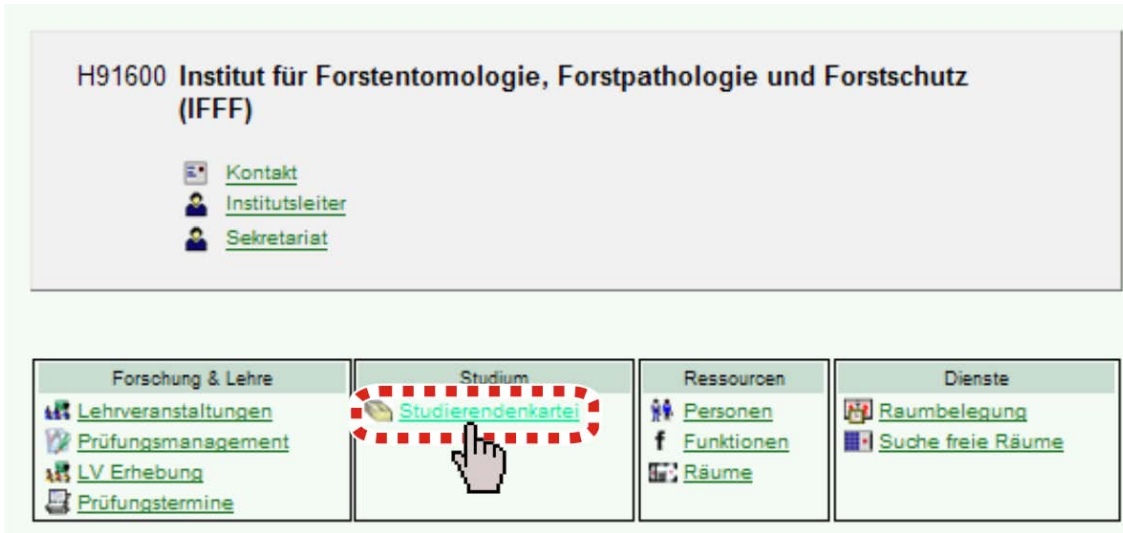 H91600 Institut für Forstentomologie, Forstpathologie und Forstschutz
(IFFF)
Kontakt
Institutsleiter
Sekretariat
Forschung & Lehre
Lehrveranstaltungen
Prüfungsmanagement
LV Erhebung
Prüfungstermine
Studium
Studierendenkartei
Ressourcen
Personen
f Funktionen
Räume
Dienste
Raumbelegung
Suche freie Räume